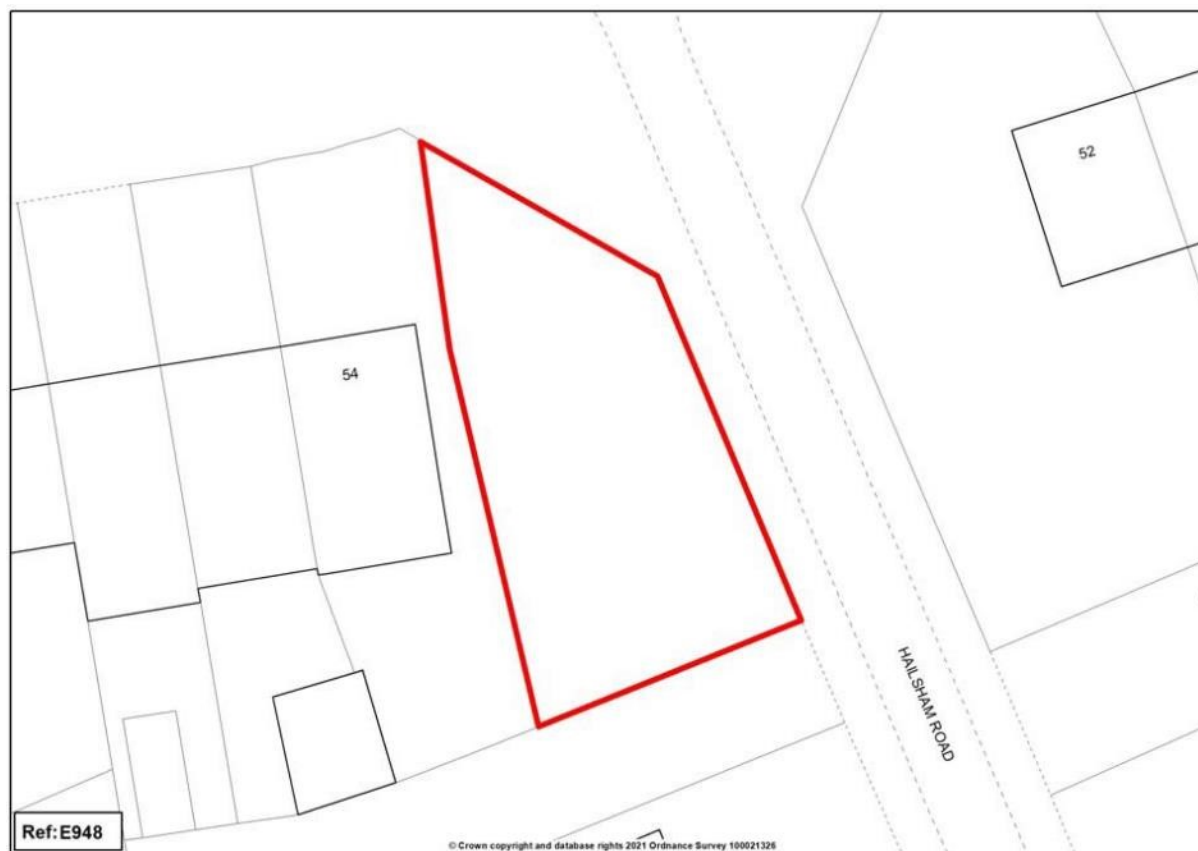 52
54
HAILSHAM ROAD
Ref:E948
© Crown copyright and database rights 2021 Ordnance Survey 100021326